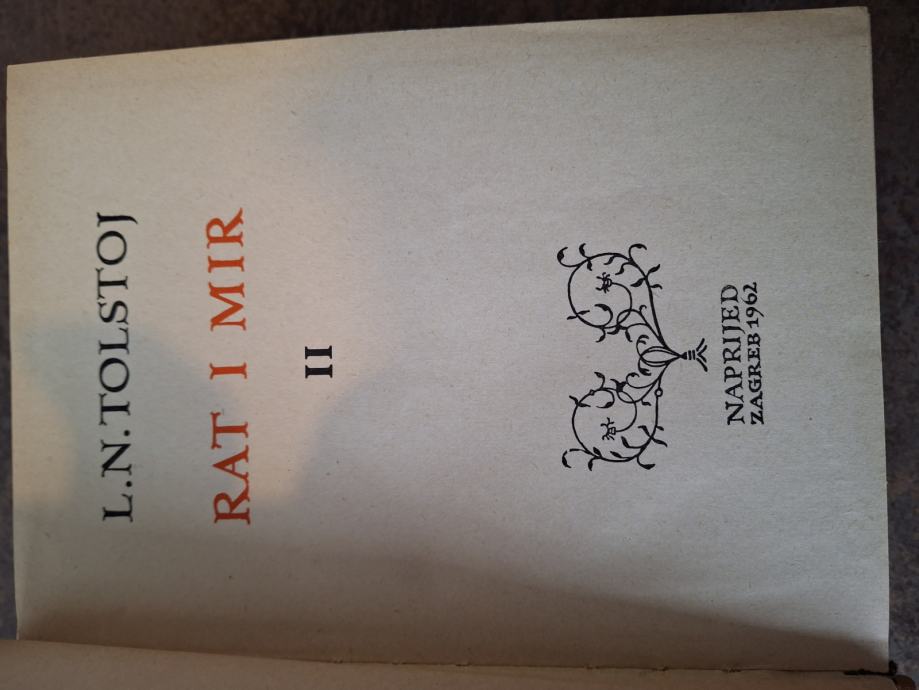 L.N.TOLSTOJ
RAT I MIR
II
NAPRIJED
ZAGREB 1962